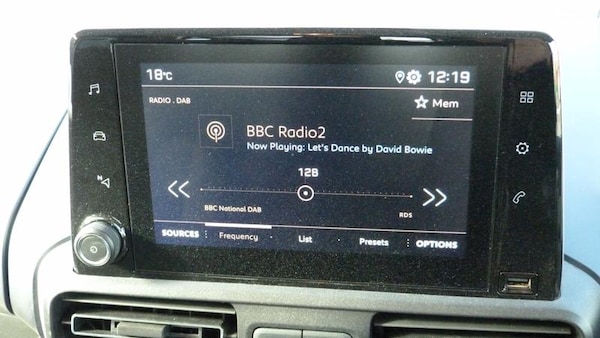 18°C 12:19
RADIO . DAB
☆ Mem
BBC Radio2
Now Playing: Let's Dance by David Bowie
12B
BBC National DAB RDS
SOURCES Frequency List Presets OPTIONS
N